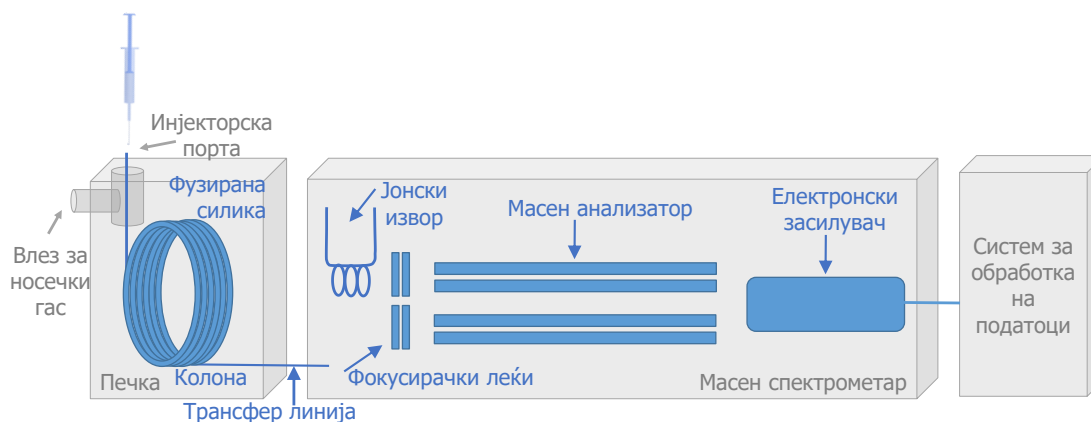 Инјекторска
порта
Фузирана
силика
Влез за
носечки
гас
Печка
Колона
Трансфер линија
Јонски
извор
Масен анализатор
Електронски
засилувач
Фокусирачки леќи
Масен спектрометар
Систем за
обработка
на
податоци